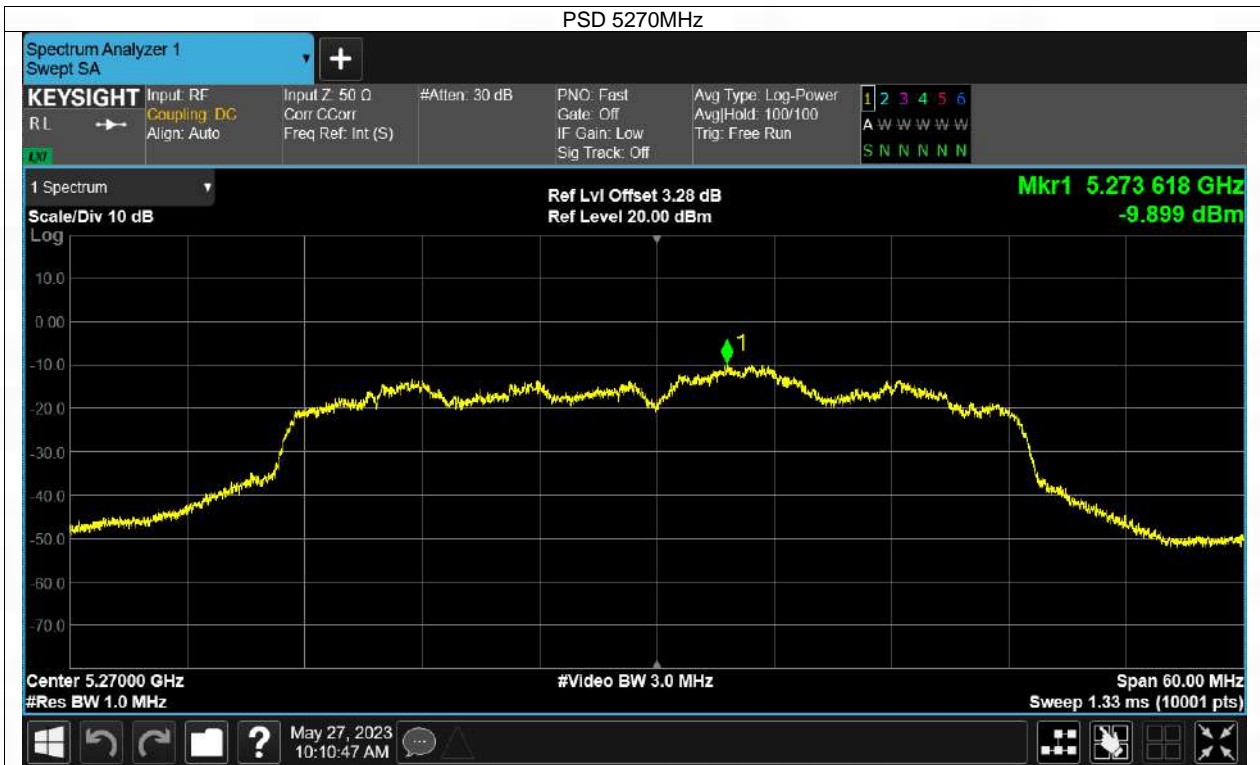 PSD 5270MHz
Spectrum Analyzer 1
Swept SA
+
KEYSIGHT
RL
LXI
Input: RF
Coupling: DC
Align: Auto
Input Z: 50 Ω
Corr CCorr
Freq Ref: Int (S)
#Atten: 30 dB
PNO: Fast
Gate: Off
IF Gain: Low
Sig Track: Off
Avg Type: Log-Power
Avg|Hold: 100/100
Trig: Free Run
1 2 3 4 5 6
A W W W W W
S N N N N N
1 Spectrum
Scale/Div 10 dB
Log
Ref Lvl Offset 3.28 dB
Ref Level 20.00 dBm
Mkr1 5.273 618 GHz
-9.899 dBm
10.0
0.00
-10.0
-20.0
-30.0
-40.0
-50.0
-60.0
-70.0
1
Center 5.27000 GHz
#Res BW 1.0 MHz
#Video BW 3.0 MHz
Span 60.00 MHz
Sweep 1.33 ms (10001 pts)
?
May 27, 2023
10:10:47 AM